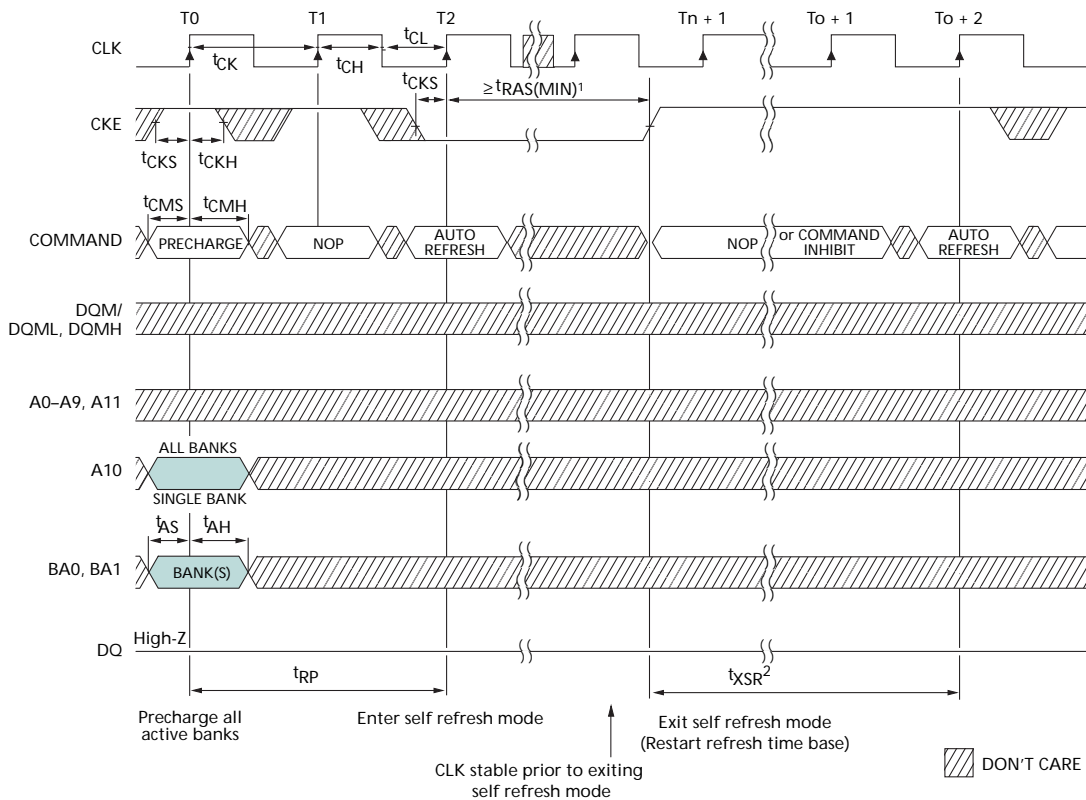 T0 T1 T2 Tn + 1 To + 1 To + 2
CLK
tCK tCH tCL
tCKS ≥tRAS(MIN)1
CKE
tCKS tCKH
tCMS tCMH
COMMAND PRECHARGE NOP AUTO REFRESH NOP or COMMAND INHIBIT AUTO REFRESH
DQM/
DQML, DQMH
A0–A9, A11
ALL BANKS
A10
SINGLE BANK
tAS tAH
BA0, BA1 BANK(S)
DQ High-Z
tRP tXSR2
Precharge all
active banks
Enter self refresh mode
CLK stable prior to exiting
self refresh mode
Exit self refresh mode
(Restart refresh time base)
DON'T CARE